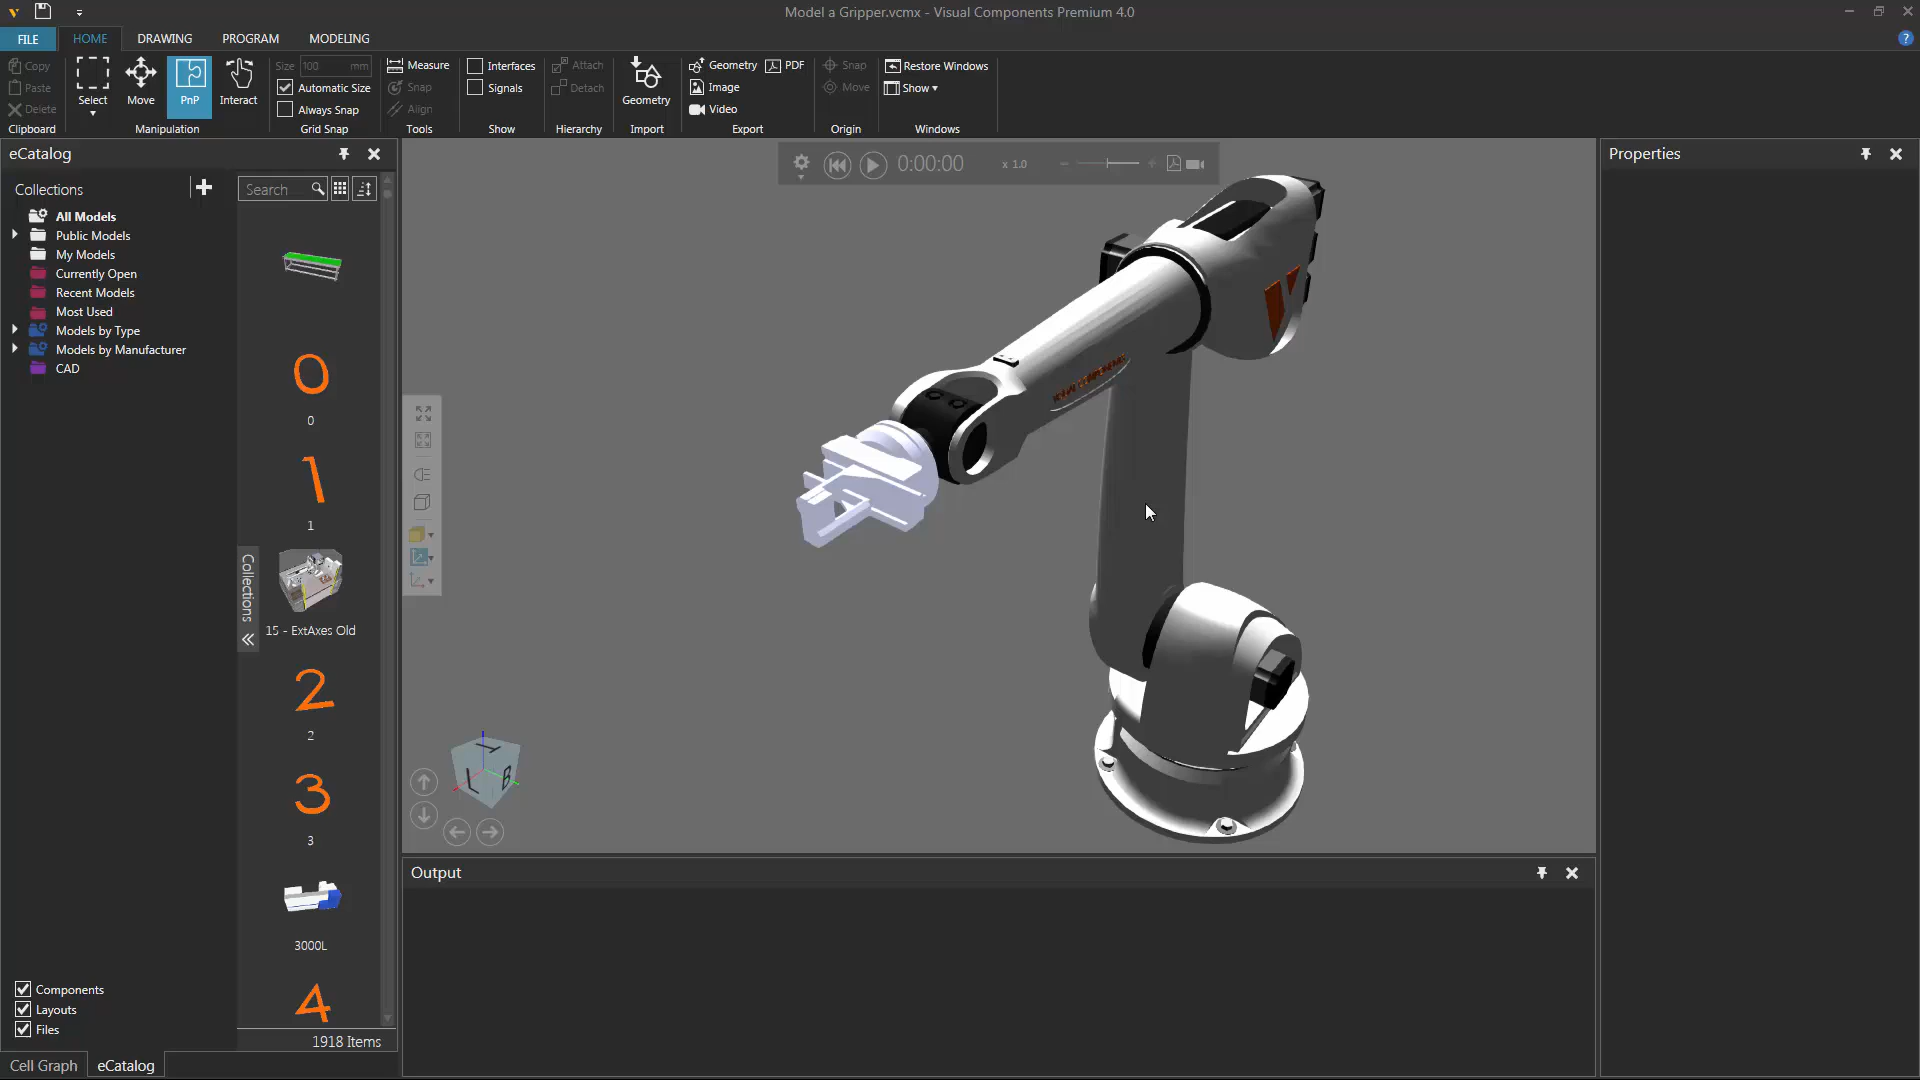 Model a Gripper.vcmx - Visual Components Premium 4.0
FILE HOME DRAWING PROGRAM MODELING
Copy
Paste
Delete
Clipboard
Select
Move
PnP
Interact
Manipulation
Size 100 mm
Automatic Size
Always Snap
Grid Snap
Measure
Snap
Align
Tools
Interfaces
Signals
Show
Attach
Detach
Hierarchy
Geometry
Import
Geometry
PDF
Image
Video
Export
Snap
Move
Origin
Restore Windows
Show
Windows
eCatalog
Collections
Search
All Models
Public Models
My Models
Currently Open
Recent Models
Most Used
Models by Type
Models by Manufacturer
CAD
Collections
0
0
1
1
15 - ExtAxes Old
2
2
3
3
3000L
4
1918 Items
Components
Layouts
Files
Cell Graph
eCatalog
0:00:00
x 1.0
VISUAL COMPONENTS
L
B
Output
Properties